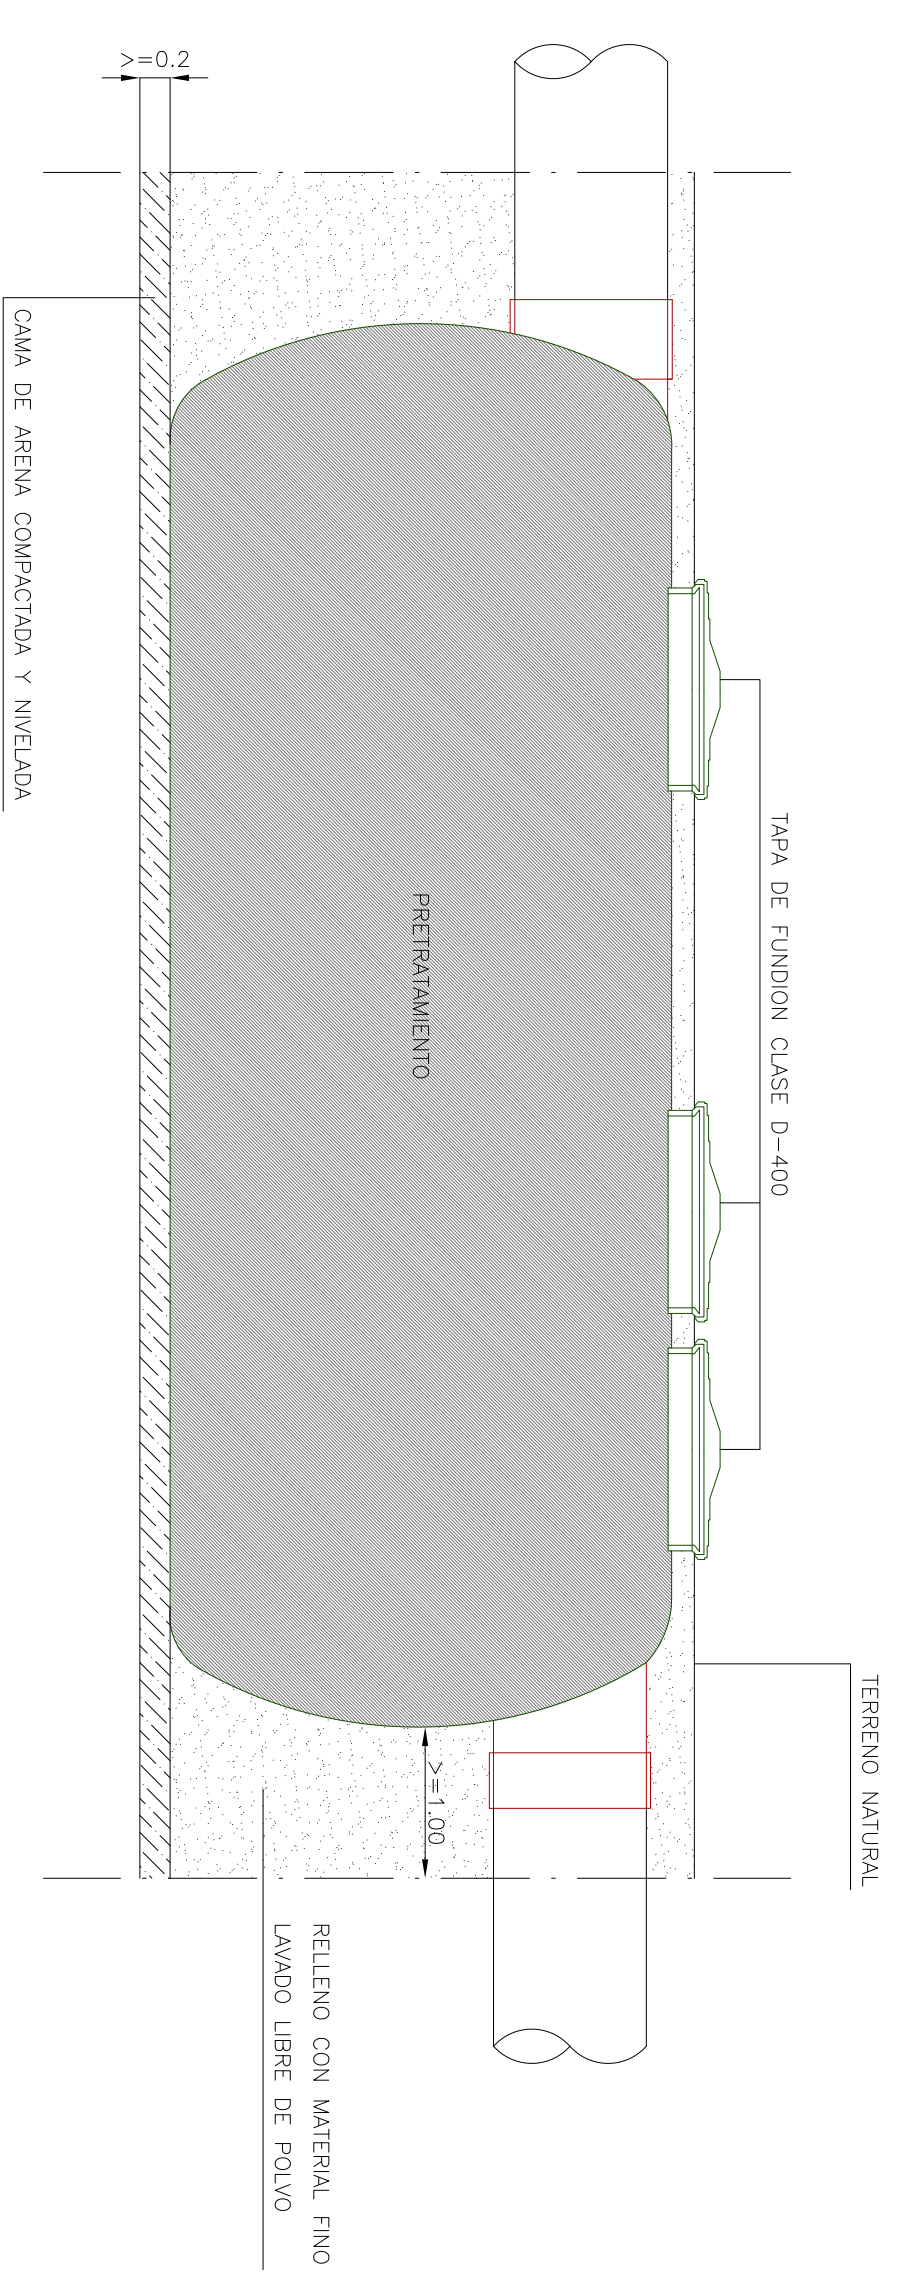 TERRENO NATURAL
TAPA DE FUNDION CLASE D-400
PRETRATAMIENTO
>=1.00
>=0.2
RELLENO CON MATERIAL FINO
LAVADO LIBRE DE POLVO
CAMA DE ARENA COMPACTADA Y NIVELADA